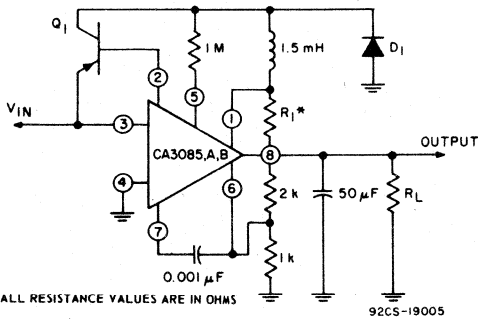 Q1
1 M
1.5 mH
D1
2
5
1
R1*
VIN
3
CA3085,A,B
8
OUTPUT
4
6
2 k
50 μF
RL
7
0.001 μF
1 k
ALL RESISTANCE VALUES ARE IN OHMS
92CS-19005